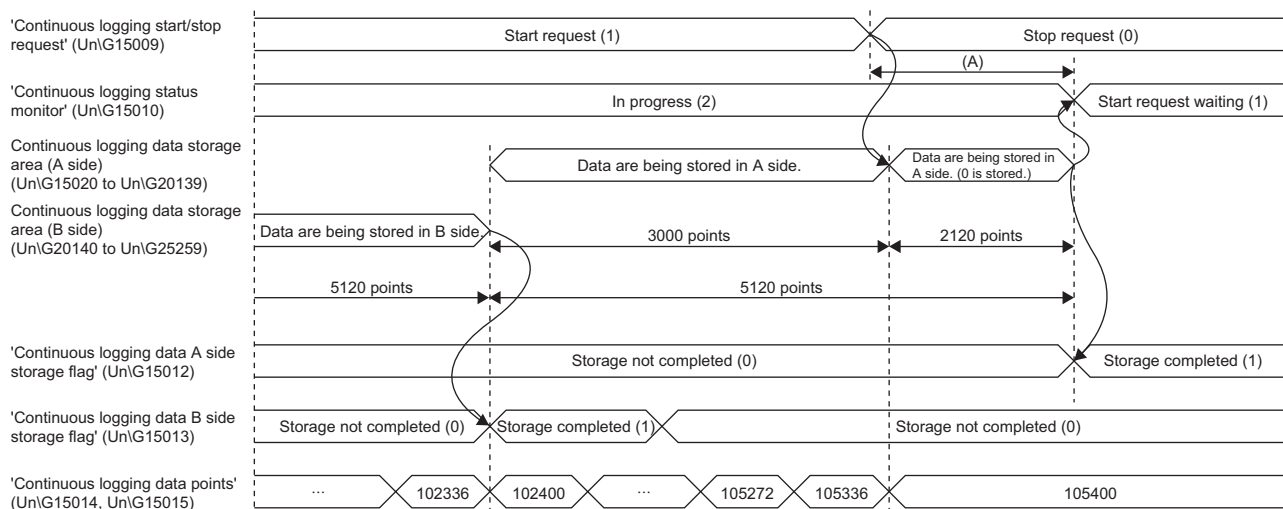 'Continuous logging start/stop
request' (Un\G15009)
Start request (1)
Stop request (0)
(A)
'Continuous logging status
monitor' (Un\G15010)
In progress (2)
Start request waiting (1)
Continuous logging data storage
area (A side)
(Un\G15020 to Un\G20139)
Data are being stored in A side.
Data are being stored in
A side. (0 is stored.)
Continuous logging data storage
area (B side)
(Un\G20140 to Un\G25259)
Data are being stored in B side.
3000 points
2120 points
5120 points
5120 points
'Continuous logging data A side
storage flag' (Un\G15012)
Storage not completed (0)
Storage completed (1)
'Continuous logging data B side
storage flag' (Un\G15013)
Storage not completed (0)
Storage completed (1)
Storage not completed (0)
'Continuous logging data points'
(Un\G15014, Un\G15015)
...
102336
102400
...
105272
105336
105400